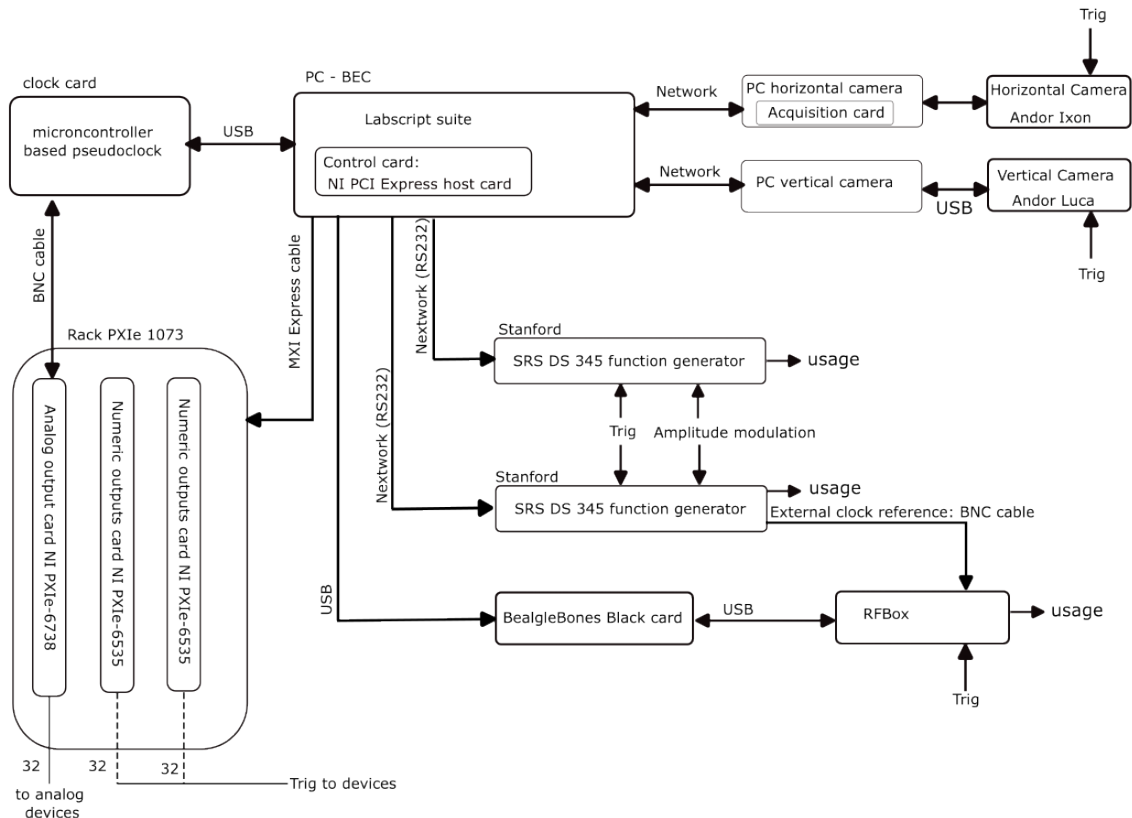 Trig
clock card
PC - BEC
microncontroller
based pseudoclock
USB
Labscript suite
Control card:
NI PCI Express host card
Network
PC horizontal camera
Acquisition card
Horizontal Camera
Andor Ixon
Network
PC vertical camera
USB
Vertical Camera
Andor Luca
Trig
BNC cable
MXI Express cable
Nextwork (RS232)
Nextwork (RS232)
USB
Rack PXIe 1073
Analog output card NI PXIe-6738
Numeric outputs card NI PXIe-6535
Numeric outputs card NI PXIe-6535
Stanford
SRS DS 345 function generator
usage
Trig
Amplitude modulation
Stanford
SRS DS 345 function generator
usage
External clock reference: BNC cable
BealgleBones Black card
USB
RFBox
usage
Trig
32
32
32
to analog
devices
Trig to devices